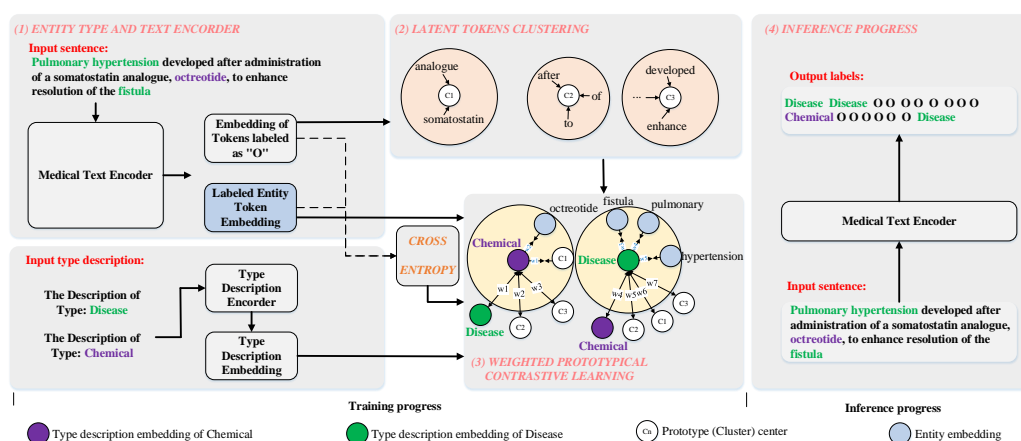 (1) ENTITY TYPE AND TEXT ENCORDER
Input sentence:
Pulmonary hypertension developed after administration
of a somatostatin analogue, octreotide, to enhance
resolution of the fistula
Medical Text Encoder
Embedding of
Tokens labeled
as "O"
Labeled Entity
Token
Embedding
Input type description:
The Description of
Type: Disease
The Description of
Type: Chemical
Type
Description
Encorder
Type
Description
Embedding
(2) LATENT TOKENS CLUSTERING
analogue
C1
somatostatin
after
C2
of
to
developed
...
C3
enhance
CROSS
ENTROPY
octreotide
Chemical
C1
w1
w2
w3
Disease
C2
C3
fistula
pulmonary
Disease
hypertension
w4
w5
w6
w7
Chemical
C2
C1
C3
(3) WEIGHTED PROTOTYPICAL
CONTRASTIVE LEARNING
(4) INFERENCE PROGRESS
Output labels:
Disease Disease O O O O O O O O
Chemical O O O O O O Disease
Medical Text Encoder
Input sentence:
Pulmonary hypertension developed after
administration of a somatostatin analogue,
octreotide, to enhance resolution of the
fistula
Training progress
Inference progress
Type description embedding of Chemical
Type description embedding of Disease
Cn
Prototype (Cluster) center
Entity embedding